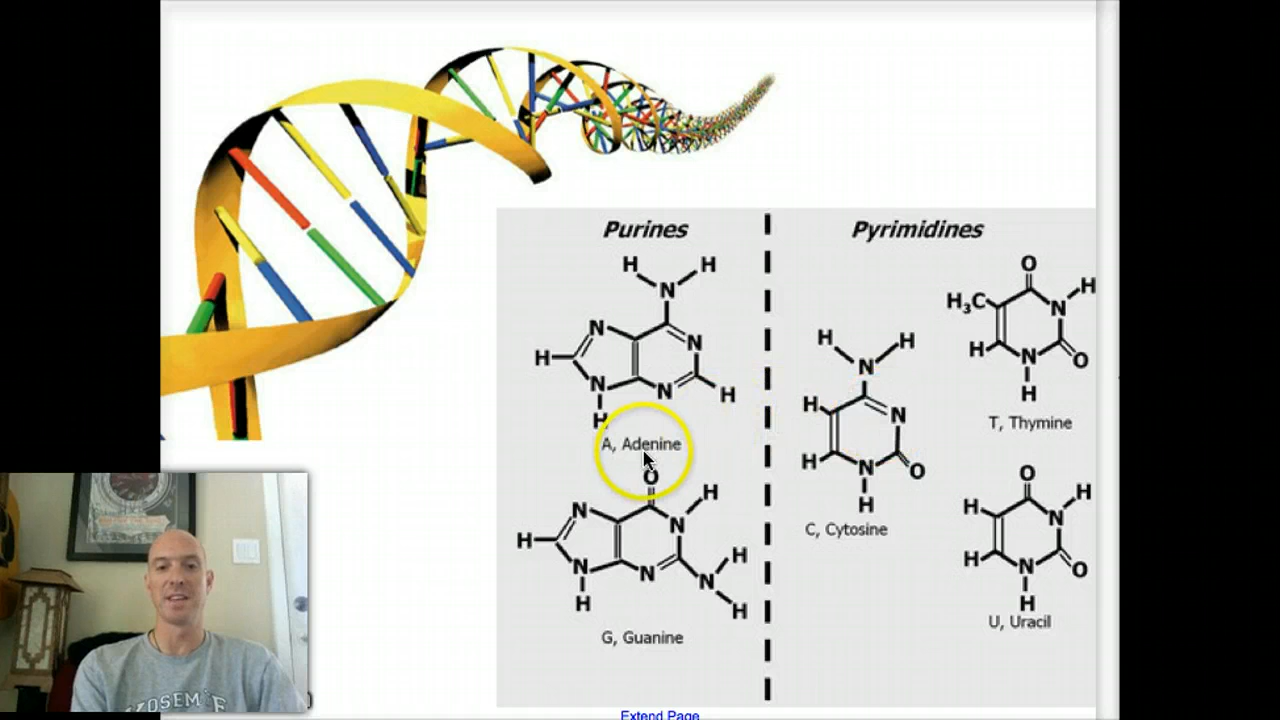 Purines
Pyrimidines
H
H
N
N
N
H
N
N
H
H
A, Adenine
O
H
N
N
H
N
N
H
N
H
H
G, Guanine
H
H
N
H
N
H
N
O
H
C, Cytosine
O
H
H₃C
N
H
N
O
H
T, Thymine
O
H
H
N
H
N
O
H
U, Uracil
Extend Page